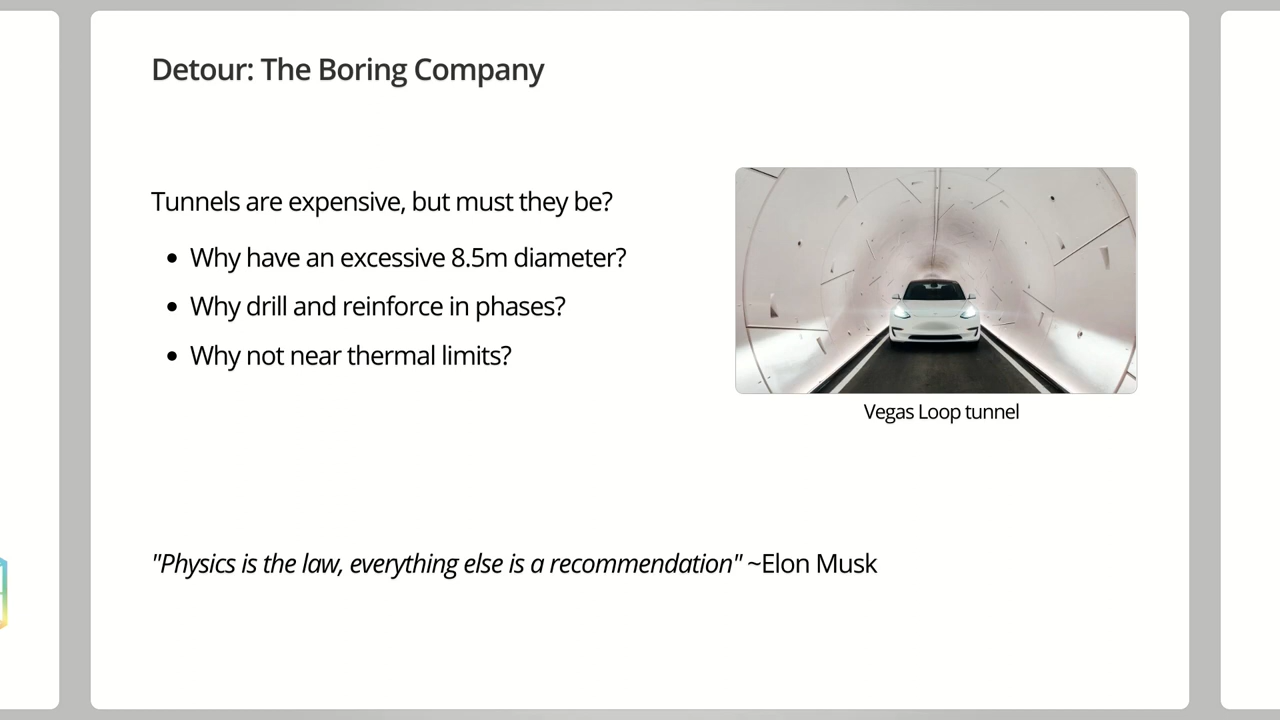 Detour: The Boring Company
Tunnels are expensive, but must they be?
• Why have an excessive 8.5m diameter?
• Why drill and reinforce in phases?
• Why not near thermal limits?
Vegas Loop tunnel
"Physics is the law, everything else is a recommendation" ~Elon Musk